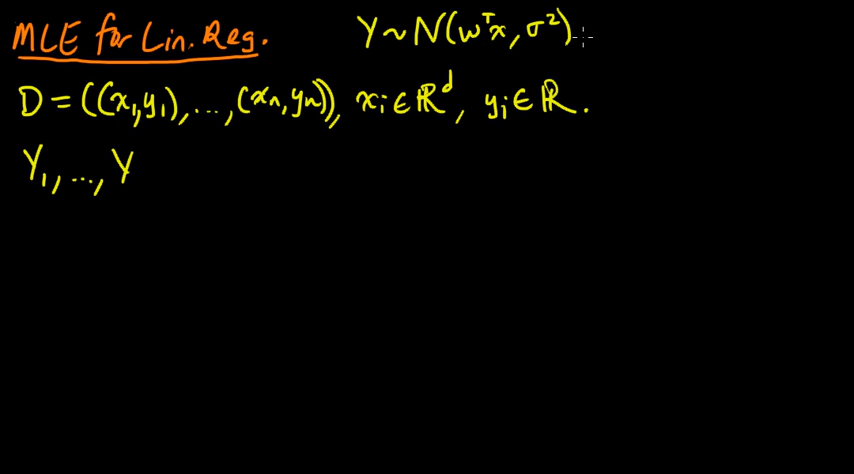 MLE for Lin. Reg. Y ~ N(wᵀx, σ²)
D = ((x₁,y₁), ..., (xₙ,yₙ)), xᵢ ∈ ℝᵈ, yᵢ ∈ ℝ.
Y₁, ..., Y